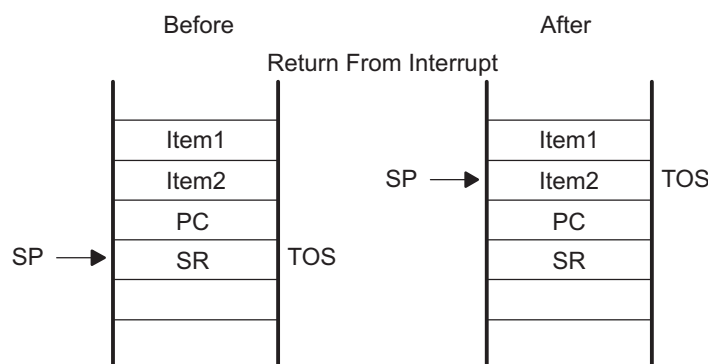 Before After
Return From Interrupt
Item1 Item1
SP Item2 Item2 TOS
PC PC
SP SR TOS SR